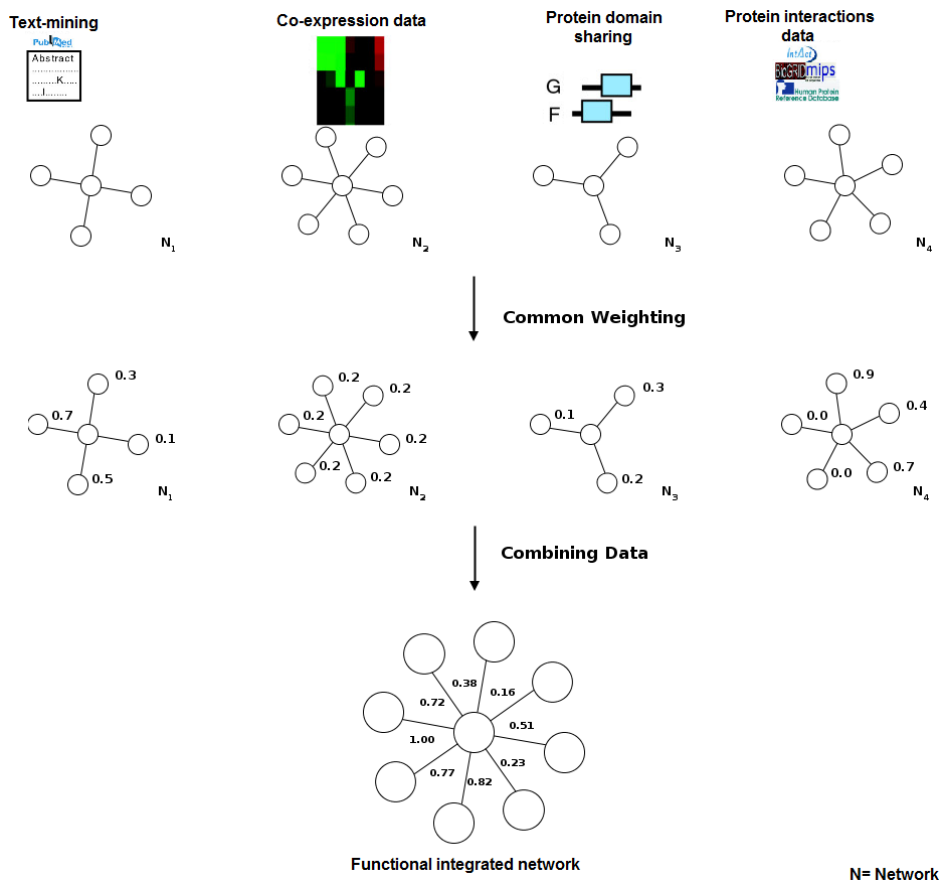 Text-mining
PubMed
Abstract
........................
.........K.....
....I.........
Co-expression data
Protein domain
sharing
G
F
Protein interactions
data
IntAct
BioGRID
mips
Human Protein
Reference Database
N1
N2
N3
N4
Common Weighting
0.3
0.7
0.1
0.5
N1
0.2
0.2
0.2
0.2
0.2
0.2
N2
0.3
0.1
0.2
N3
0.9
0.4
0.0
0.7
0.0
N4
Combining Data
0.38
0.16
0.72
0.51
1.00
0.23
0.77
0.82
Functional integrated network
N= Network